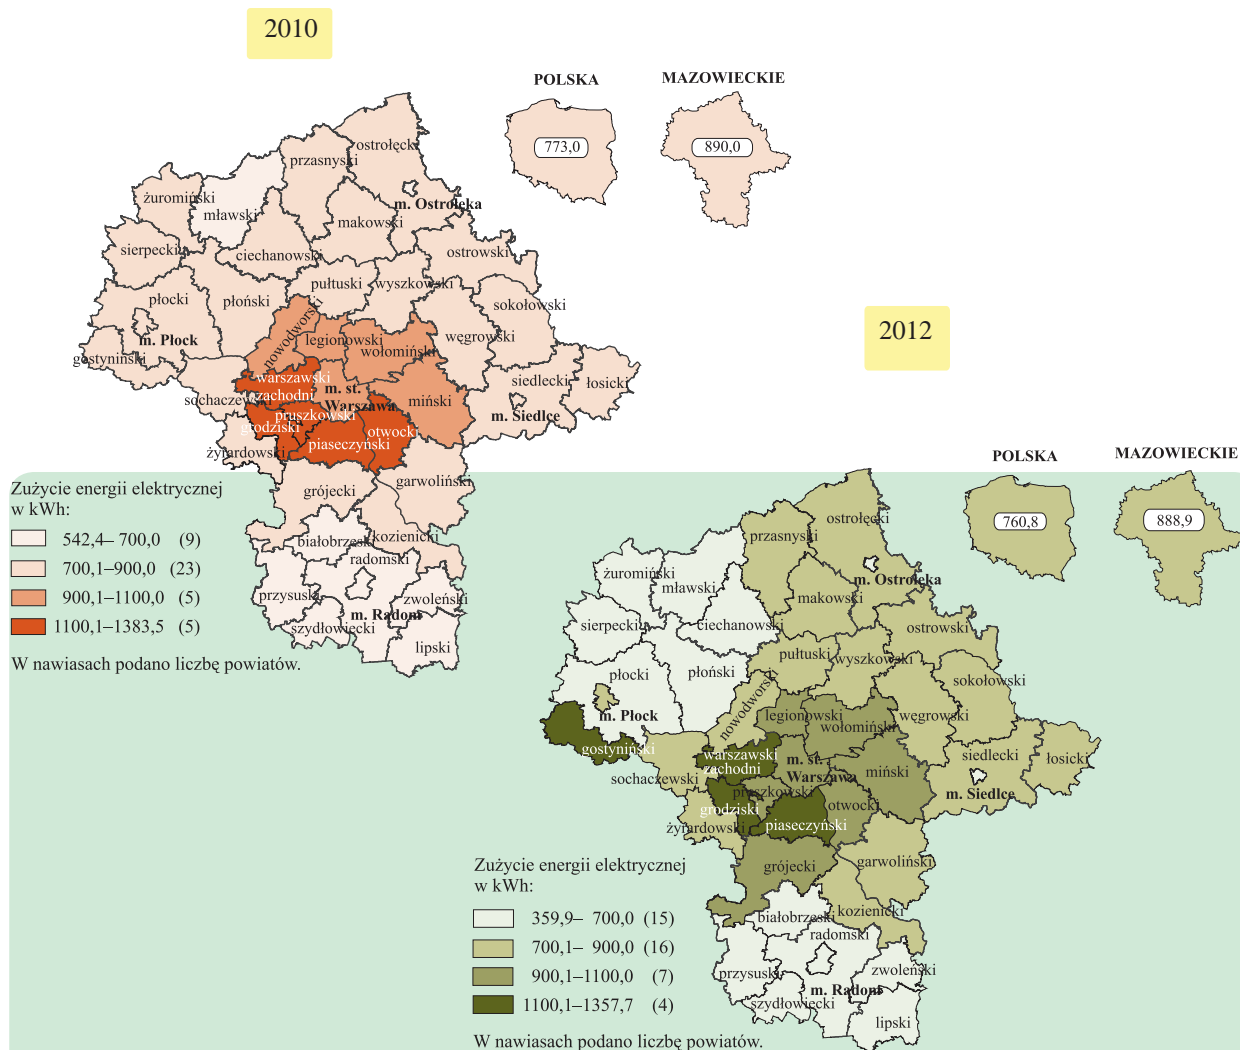 2010
POLSKA
MAZOWIECKIE
773,0
890,0
ostrołęcki
przasnyski
żuromiński
mławski
m. Ostrołęka
makowski
sierpecki
ciechanowski
ostrowski
pułtuski
wyszkowski
płocki
płoński
sokołowski
nowodworski
m. Płock
legionowski
wołomiński
węgrowski
gostyniński
warszawski
zachodni
m. st.
Warszawa
siedlecki
łosicki
sochaczewski
miński
pruszkowski
m. Siedlce
grodziski
otwocki
piaseczyński
żyrardowski
garwoliński
grójecki
kozienicki
białobrzeski
radomski
przysuski
zwoleński
m. Radom
szydłowiecki
lipski
Zużycie energii elektrycznej
w kWh:
542,4– 700,0 (9)
700,1–900,0 (23)
900,1–1100,0 (5)
1100,1–1383,5 (5)
W nawiasach podano liczbę powiatów.
2012
POLSKA
MAZOWIECKIE
760,8
888,9
ostrołęcki
przasnyski
żuromiński
mławski
m. Ostrołęka
makowski
sierpecki
ciechanowski
ostrowski
pułtuski
wyszkowski
płocki
płoński
sokołowski
nowodworski
m. Płock
legionowski
wołomiński
węgrowski
gostyniński
warszawski
zachodni
m. st.
Warszawa
siedlecki
łosicki
sochaczewski
miński
pruszkowski
m. Siedlce
grodziski
otwocki
piaseczyński
żyrardowski
garwoliński
grójecki
kozienicki
białobrzeski
radomski
przysuski
zwoleński
m. Radom
szydłowiecki
lipski
Zużycie energii elektrycznej
w kWh:
359,9– 700,0 (15)
700,1– 900,0 (16)
900,1–1100,0 (7)
1100,1–1357,7 (4)
W nawiasach podano liczbę powiatów.